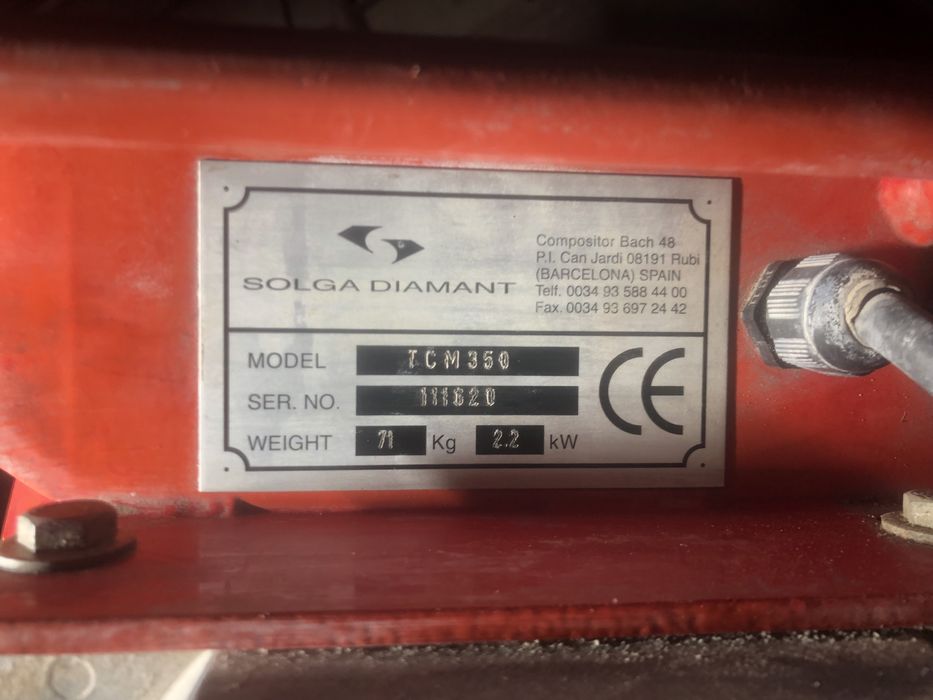 SOLGA DIAMANT
Compositor Bach 48
P.I. Can Jardi 08191 Rubi
(BARCELONA) SPAIN
Telf. 0034 93 588 44 00
Fax. 0034 93 697 24 42
MODEL TCM350
SER. NO. 111620
WEIGHT 71 Kg 2.2 kW
CE